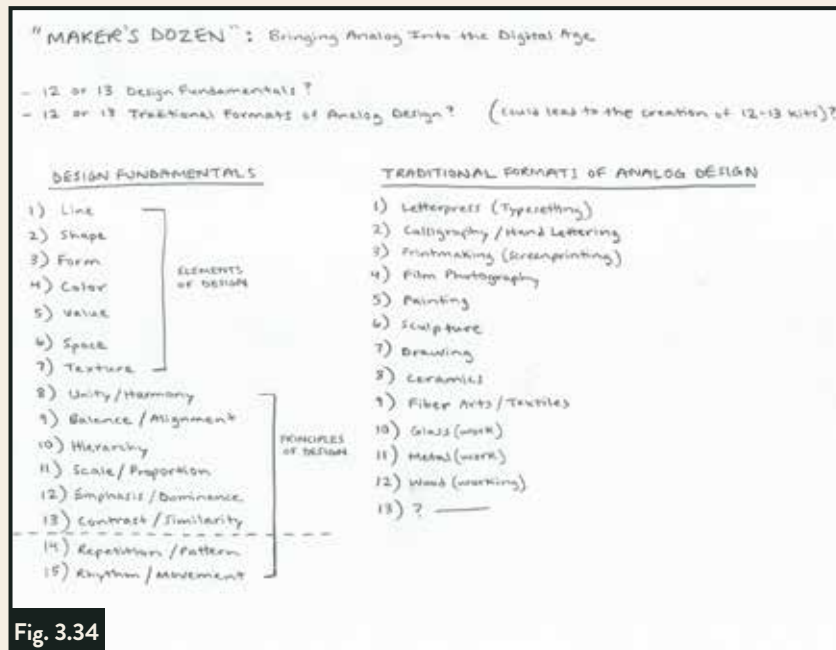 "MAKER'S DOZEN": Bringing Analog Into the Digital Age
- 12 or 13 Design Fundamentals?
- 12 or 13 Traditional Formats of Analog Design? (could lead to the creation of 12-13 kits)?
DESIGN FUNDAMENTALS
1) Line
2) Shape
3) Form
4) Color
5) Value
6) Space
7) Texture
ELEMENTS
OF DESIGN
8) Unity/Harmony
9) Balance/Alignment
10) Hierarchy
11) Scale/Proportion
12) Emphasis/Dominance
13) Contrast/Similarity
14) Repetition/Pattern
15) Rhythm/Movement
PRINCIPLES
OF DESIGN
TRADITIONAL FORMATS OF ANALOG DESIGN
1) Letterpress (Typesetting)
2) Calligraphy/Hand Lettering
3) Printmaking (Screenprinting)
4) Film Photography
5) Painting
6) Sculpture
7) Drawing
8) Ceramics
9) Fiber Arts/Textiles
10) Glass(work)
11) Metal(work)
12) Wood(working)
13) ?
Fig. 3.34